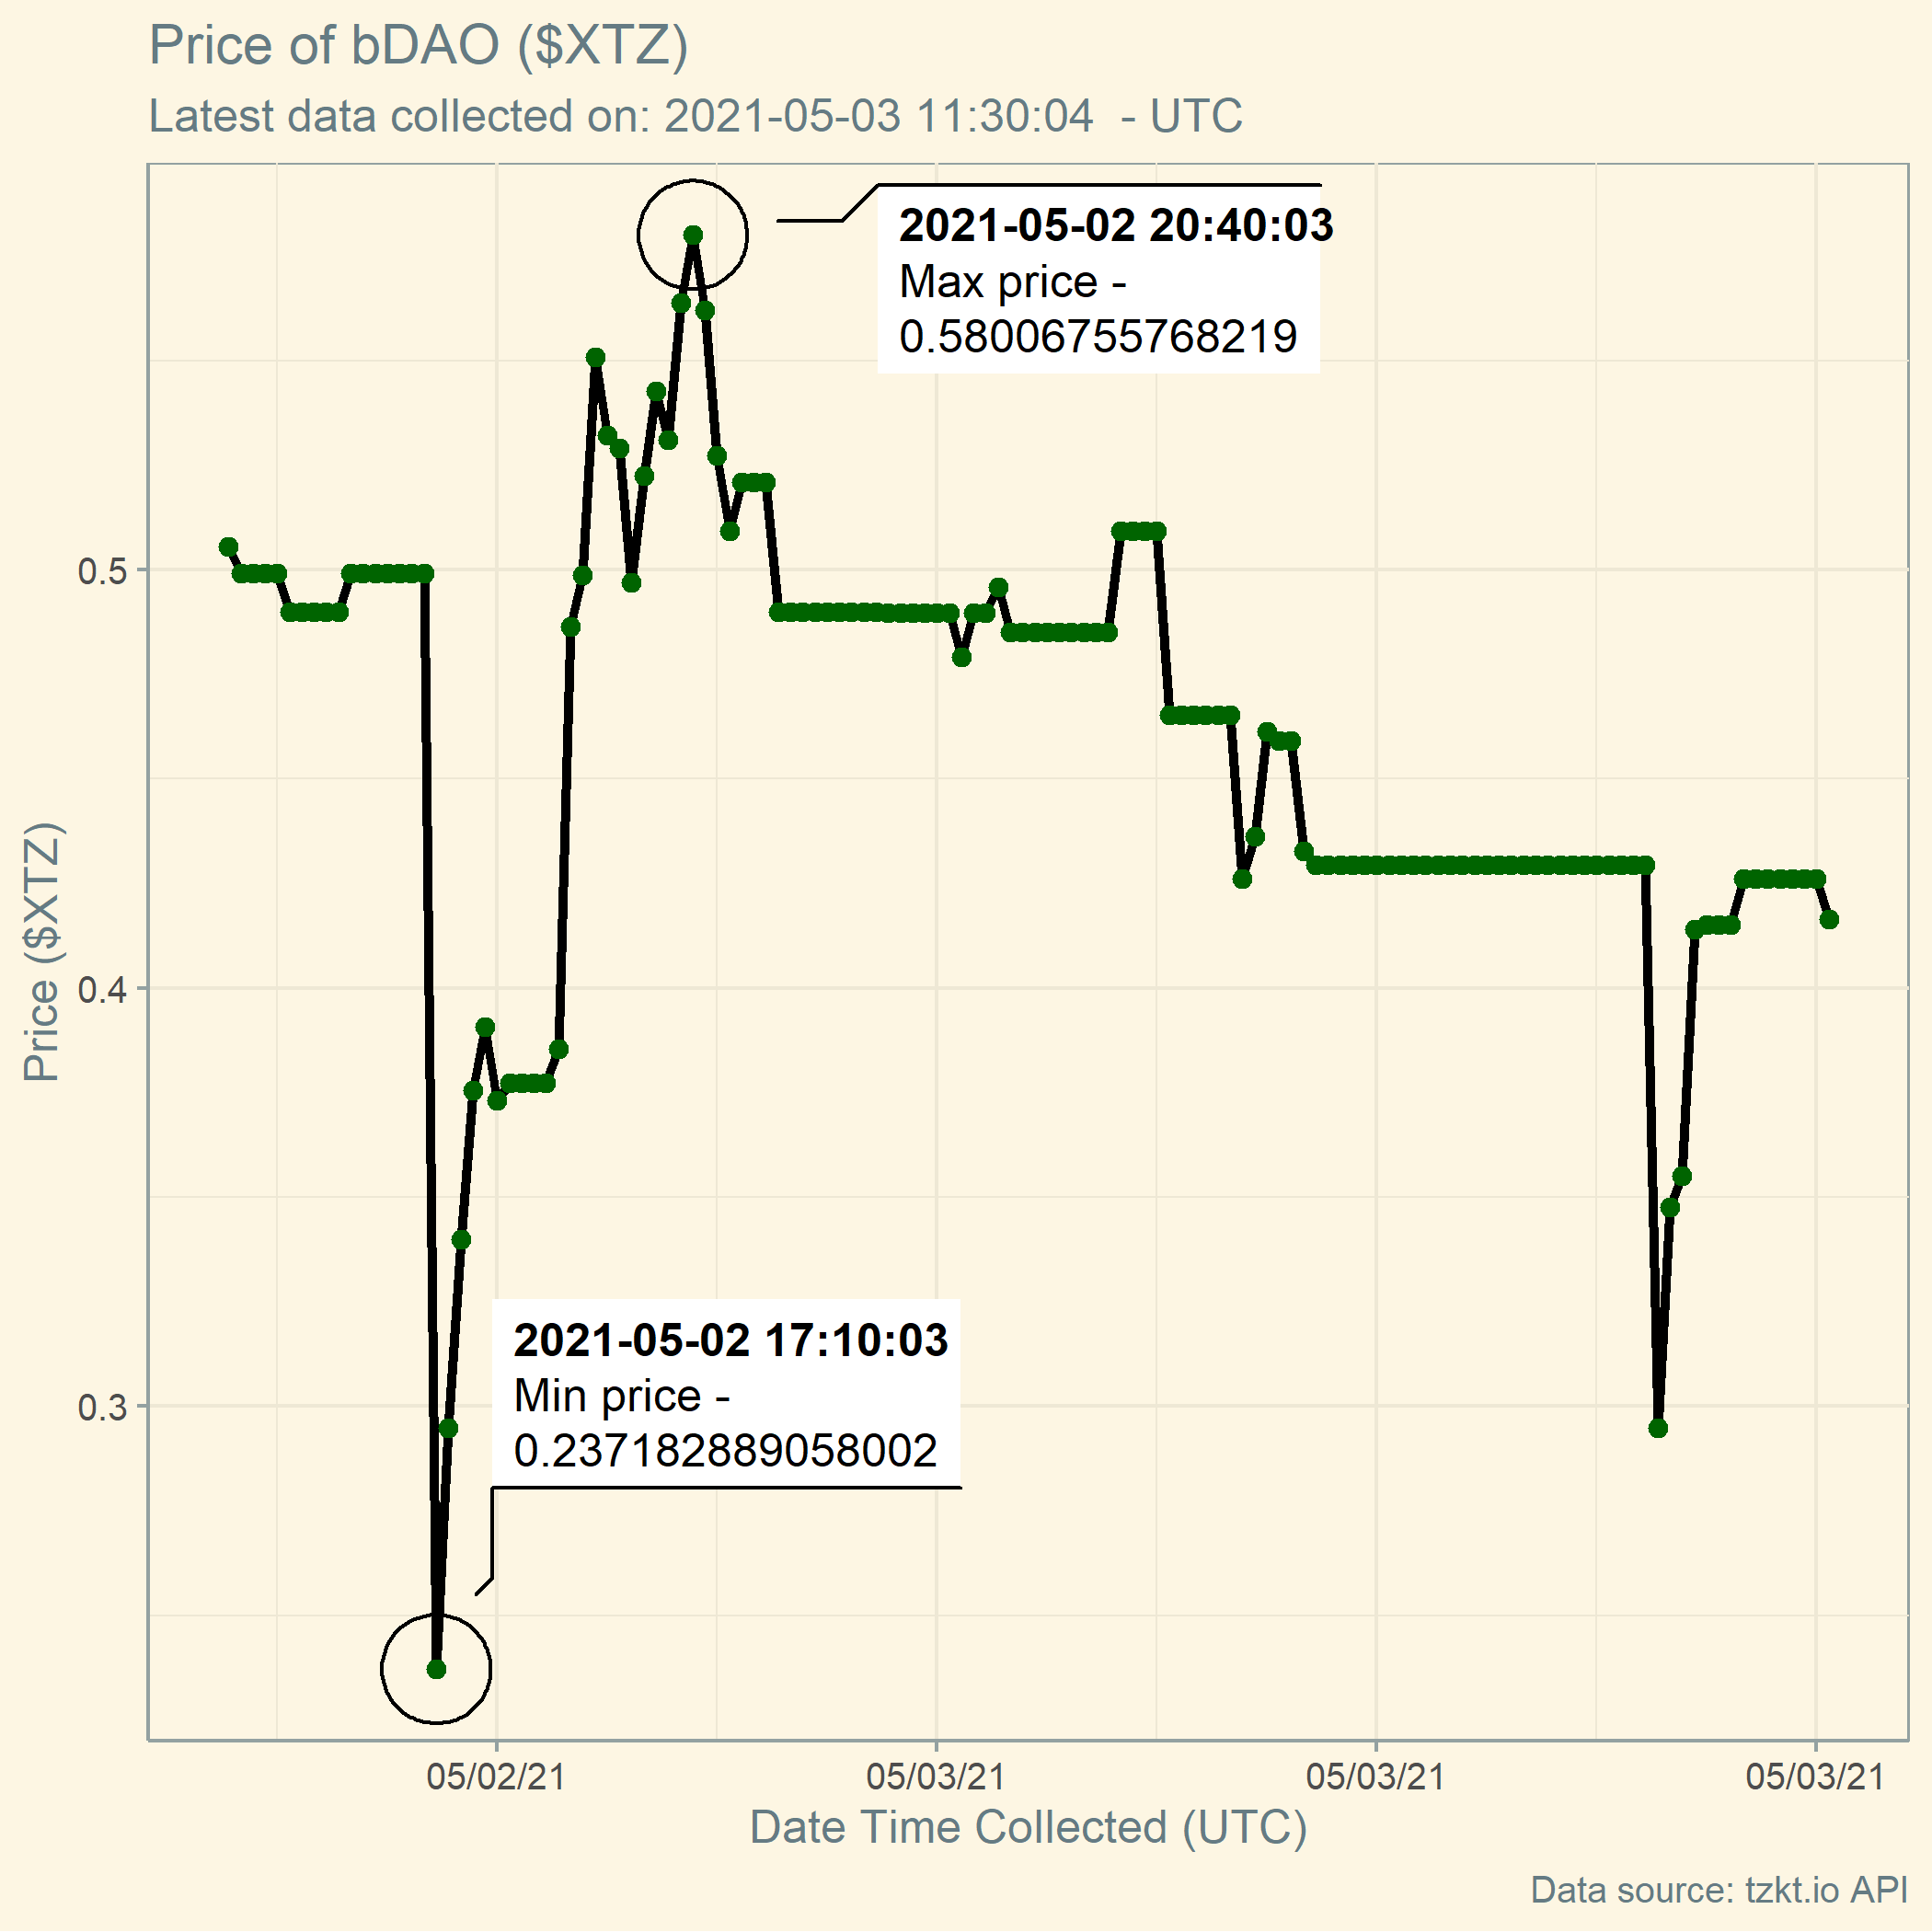 Price of bDAO ($XTZ)
Latest data collected on: 2021-05-03 11:30:04  - UTC
2021-05-02 20:40:03
Max price -
0.58006755768219
0.5
Price ($XTZ)
0.4
0.3
2021-05-02 17:10:03
Min price -
0.237182889058002
05/02/21 05/03/21 05/03/21 05/03/21
Date Time Collected (UTC)
Data source: tzkt.io API